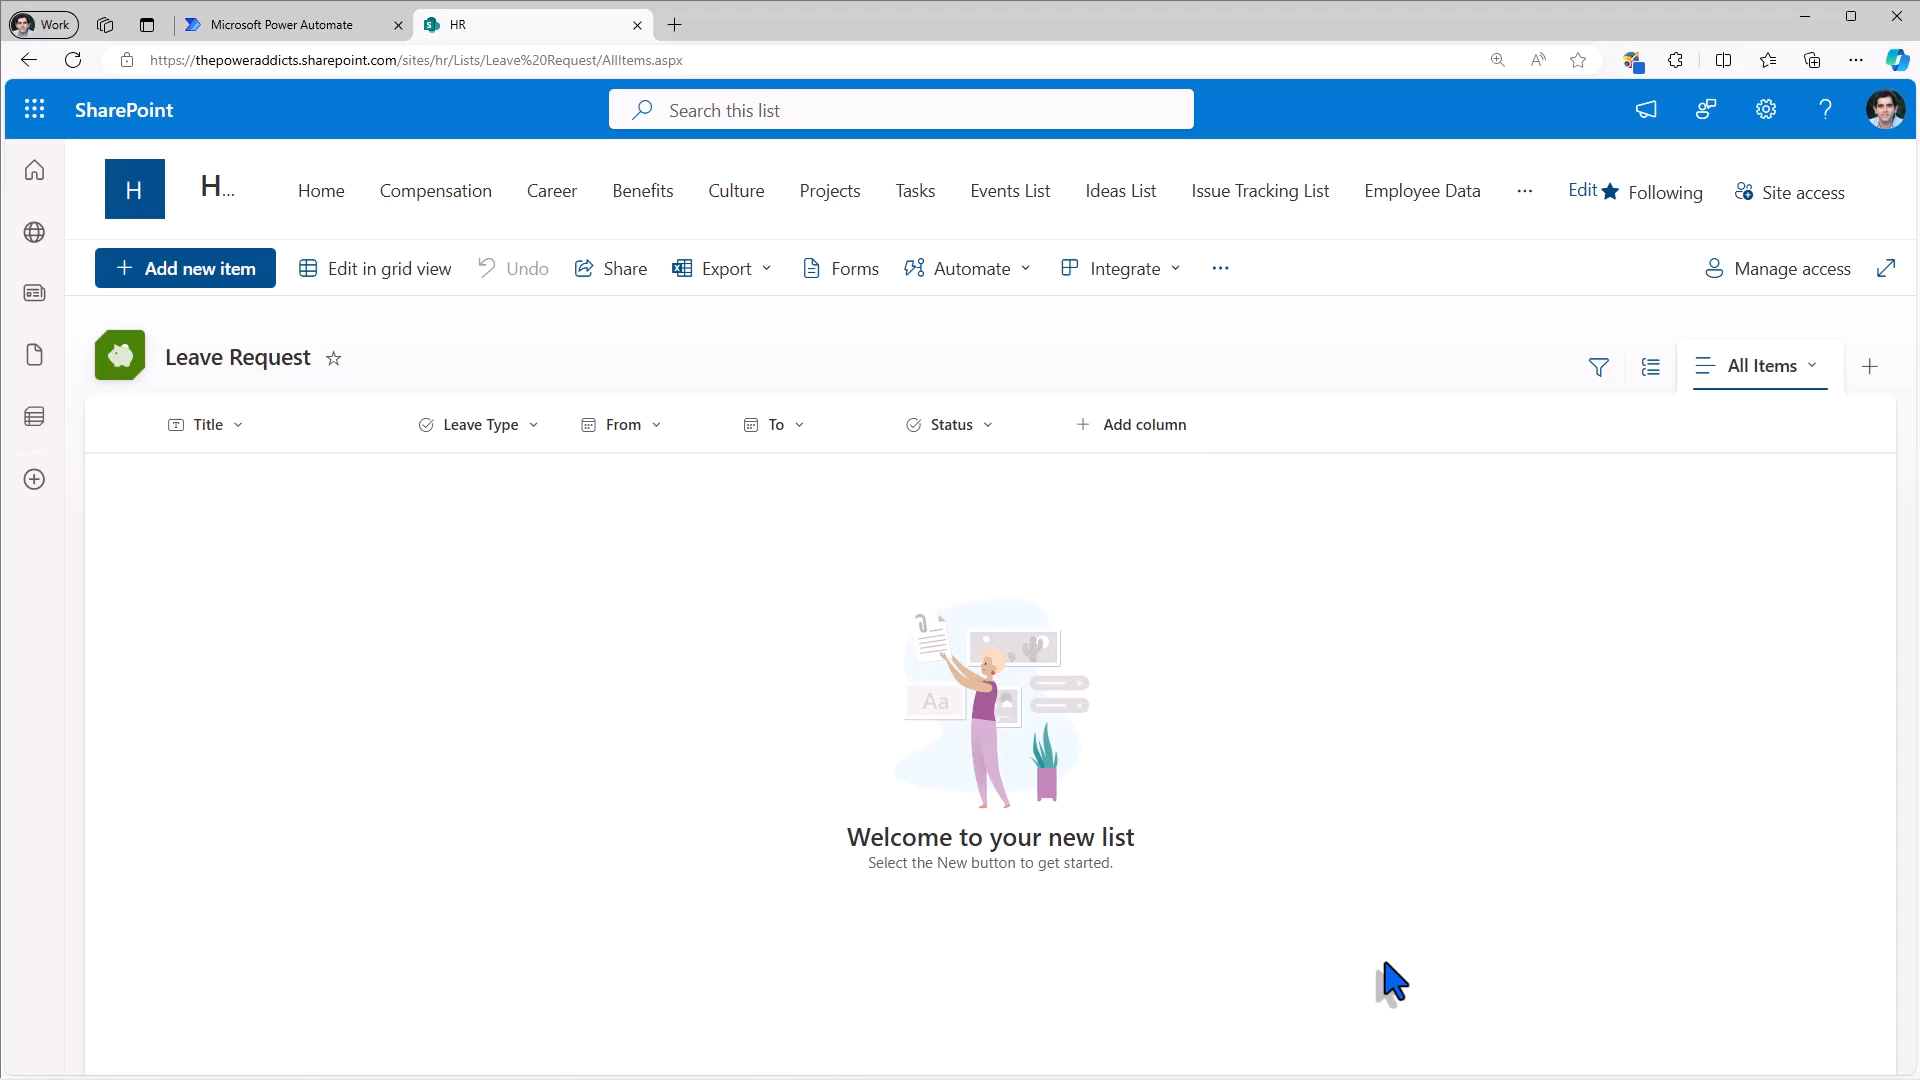 Work
Microsoft Power Automate
HR
https://thepoweraddicts.sharepoint.com/sites/hr/Lists/Leave%20Request/AllItems.aspx
SharePoint
Search this list
H
H...
Home
Compensation
Career
Benefits
Culture
Projects
Tasks
Events List
Ideas List
Issue Tracking List
Employee Data
Edit
Following
Site access
Add new item
Edit in grid view
Undo
Share
Export
Forms
Automate
Integrate
Manage access
Leave Request
All Items
Title
Leave Type
From
To
Status
Add column
Aa
Welcome to your new list
Select the New button to get started.